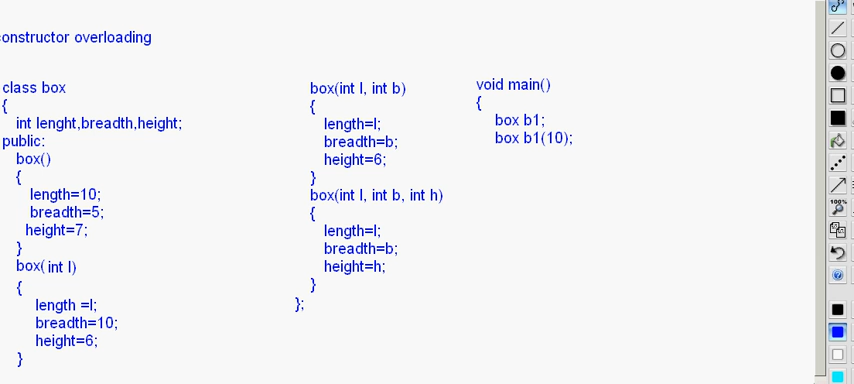 constructor overloading
class box
{
int lenght,breadth,height;
public:
box()
{
length=10;
breadth=5;
height=7;
}
box( int l)
{
length =l;
breadth=10;
height=6;
}
box(int l, int b)
{
length=l;
breadth=b;
height=6;
}
box(int l, int b, int h)
{
length=l;
breadth=b;
height=h;
}
};
void main()
{
box b1;
box b1(10);
100%